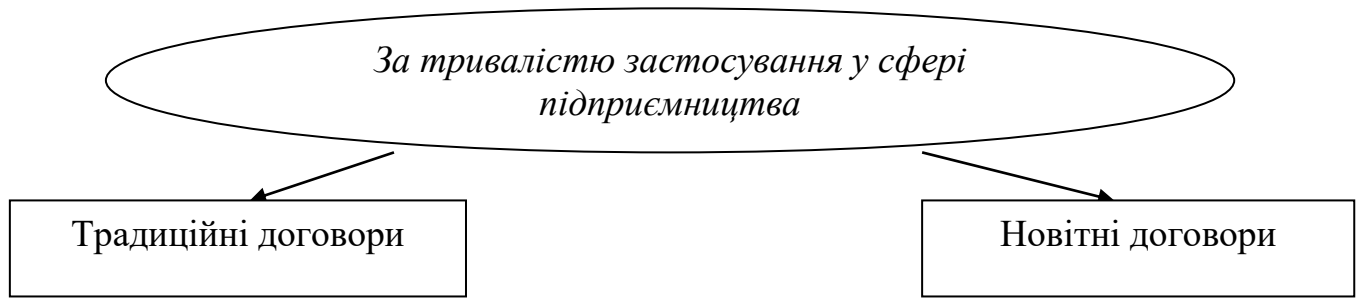 За тривалістю застосування у сфері
підприємництва
Традиційні договори
Новітні договори